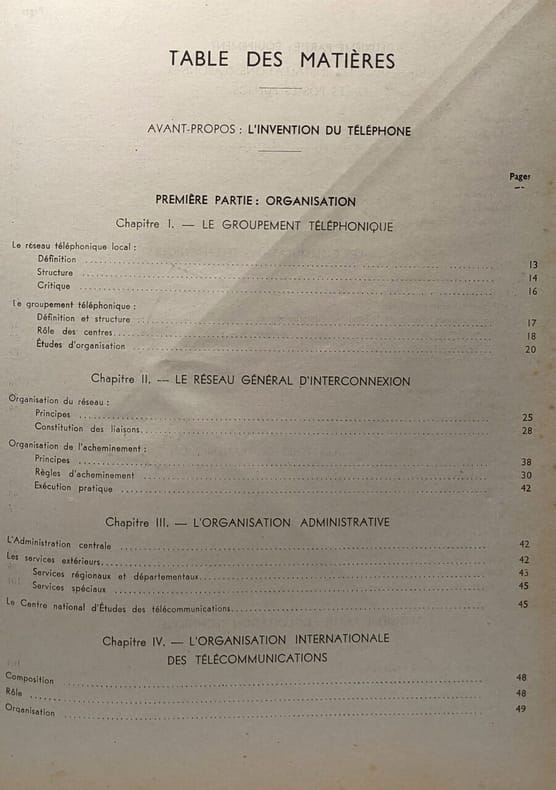 TABLE DES MATIÈRES
AVANT-PROPOS : L'INVENTION DU TÉLÉPHONE
Pages
PREMIÈRE PARTIE : ORGANISATION
Chapitre I. — LE GROUPEMENT TÉLÉPHONIQUE
Le réseau téléphonique local :
Définition 13
Structure 14
Critique 16
Le groupement téléphonique :
Définition et structure 17
Rôle des centres 18
Études d'organisation 20
Chapitre II. — LE RÉSEAU GÉNÉRAL D'INTERCONNEXION
Organisation du réseau :
Principes 25
Constitution des liaisons 28
Organisation de l'acheminement :
Principes 38
Règles d'acheminement 30
Exécution pratique 42
Chapitre III. — L'ORGANISATION ADMINISTRATIVE
L'Administration centrale 42
Les services extérieurs 42
Services régionaux et départementaux 43
Services spéciaux 45
Le Centre national d'Études des télécommunications 45
Chapitre IV. — L'ORGANISATION INTERNATIONALE
DES TÉLÉCOMMUNICATIONS
Composition 48
Rôle 48
Organisation 49